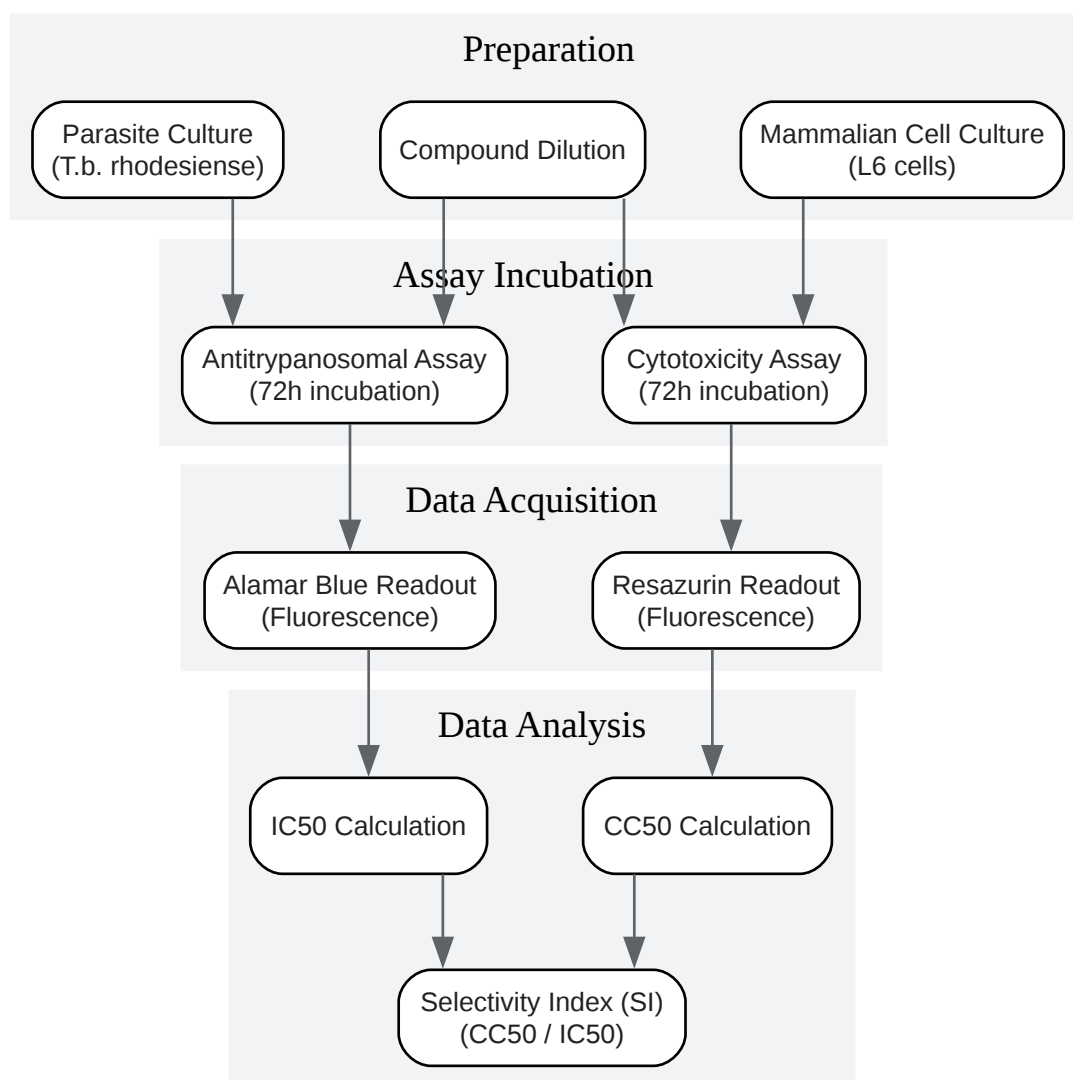 Preparation
Parasite Culture
(T.b. rhodesiense)
Compound Dilution
Mammalian Cell Culture
(L6 cells)
Assay Incubation
Antitrypanosomal Assay
(72h incubation)
Cytotoxicity Assay
(72h incubation)
Data Acquisition
Alamar Blue Readout
(Fluorescence)
Resazurin Readout
(Fluorescence)
Data Analysis
IC50 Calculation
CC50 Calculation
Selectivity Index (SI)
(CC50 / IC50)